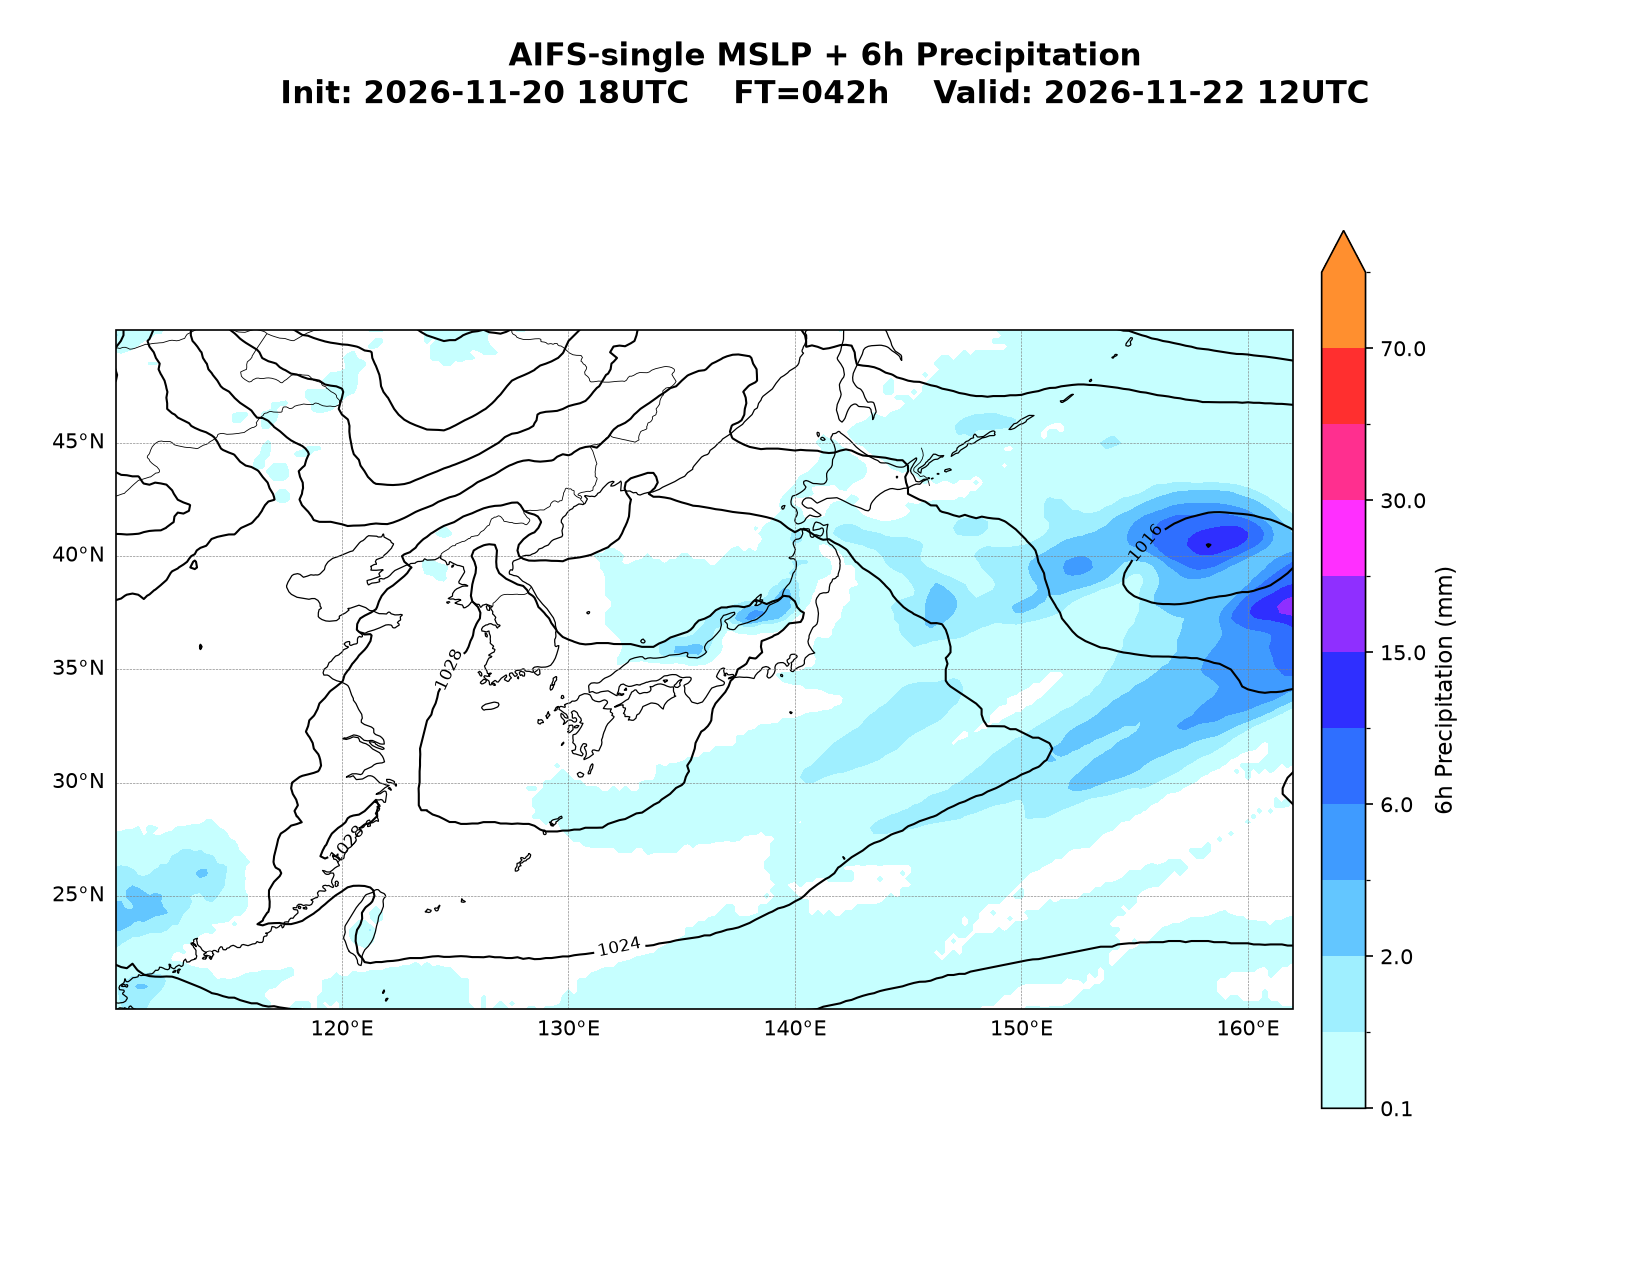 AIFS-single MSLP + 6h Precipitation
Init: 2026-11-20 18UTC    FT=042h    Valid: 2026-11-22 12UTC
70.0
45°N
30.0
1016
40°N
35°N
1028
15.0
6h Precipitation (mm)
30°N
6.0
1028
25°N
1024
2.0
120°E
130°E
140°E
150°E
160°E
0.1